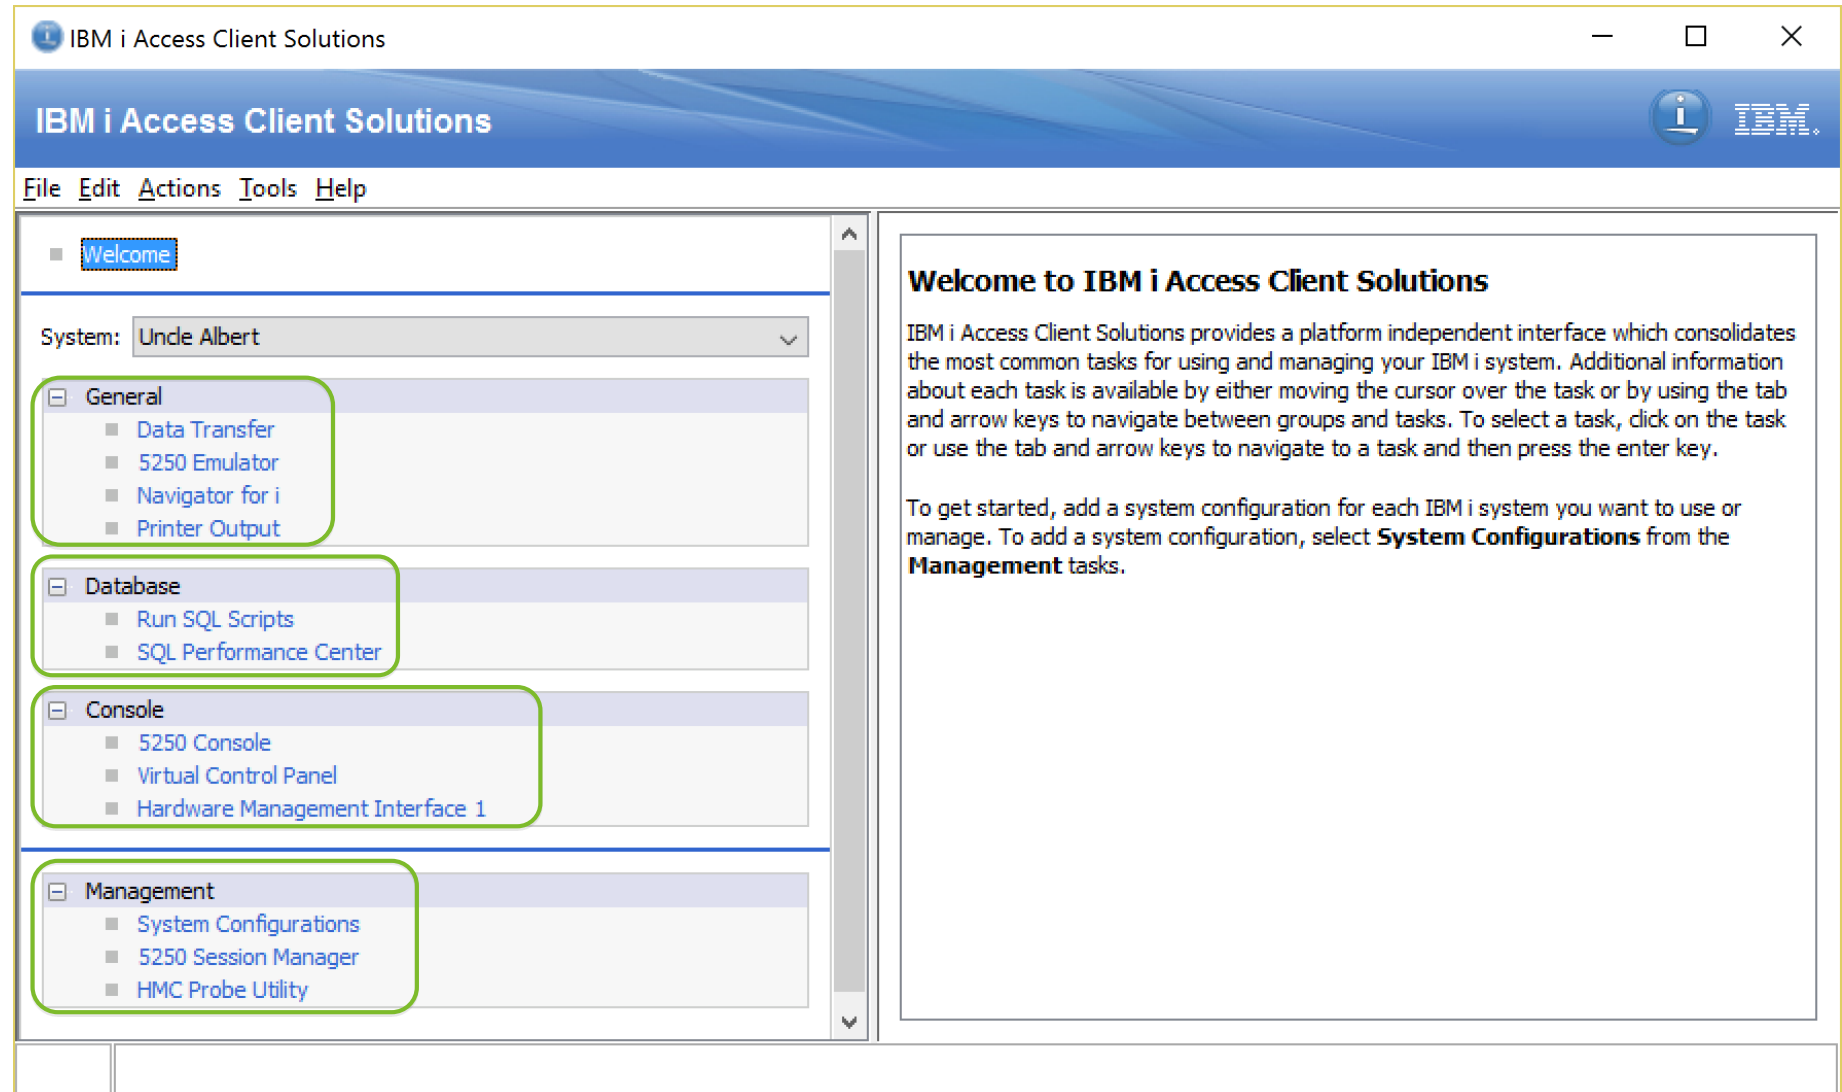 IBM i Access Client Solutions
IBM i Access Client Solutions
i IBM.
File Edit Actions Tools Help
Welcome
System: Uncle Albert
General
Data Transfer
5250 Emulator
Navigator for i
Printer Output
Database
Run SQL Scripts
SQL Performance Center
Console
5250 Console
Virtual Control Panel
Hardware Management Interface 1
Management
System Configurations
5250 Session Manager
HMC Probe Utility
Welcome to IBM i Access Client Solutions
IBM i Access Client Solutions provides a platform independent interface which consolidates
the most common tasks for using and managing your IBM i system. Additional information
about each task is available by either moving the cursor over the task or by using the tab
and arrow keys to navigate between groups and tasks. To select a task, click on the task
or use the tab and arrow keys to navigate to a task and then press the enter key.
To get started, add a system configuration for each IBM i system you want to use or
manage. To add a system configuration, select System Configurations from the
Management tasks.